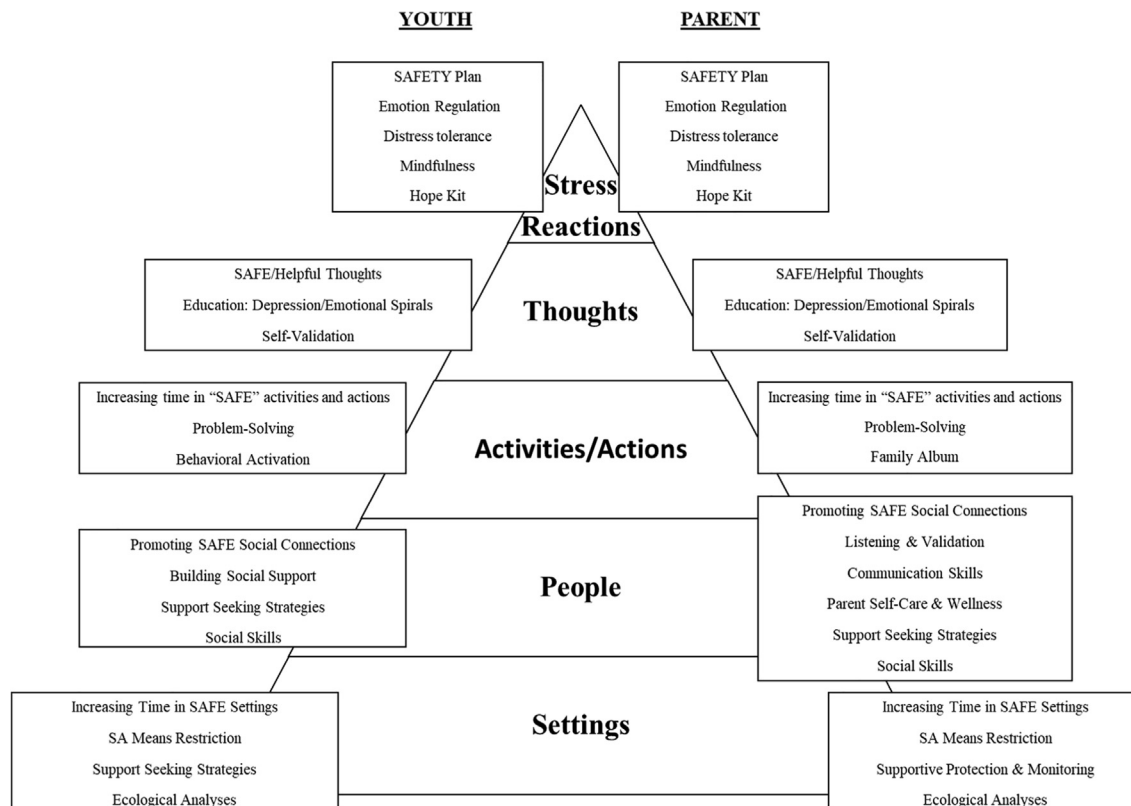 YOUTH
PARENT
SAFETY Plan
Emotion Regulation
Distress tolerance
Mindfulness
Hope Kit
SAFETY Plan
Emotion Regulation
Distress tolerance
Mindfulness
Hope Kit
Stress
Reactions
SAFE/Helpful Thoughts
Education: Depression/Emotional Spirals
Self-Validation
Thoughts
SAFE/Helpful Thoughts
Education: Depression/Emotional Spirals
Self-Validation
Increasing time in “SAFE” activities and actions
Problem-Solving
Behavioral Activation
Activities/Actions
Increasing time in “SAFE” activities and actions
Problem-Solving
Family Album
Promoting SAFE Social Connections
Building Social Support
Support Seeking Strategies
Social Skills
People
Promoting SAFE Social Connections
Listening & Validation
Communication Skills
Parent Self-Care & Wellness
Support Seeking Strategies
Social Skills
Increasing Time in SAFE Settings
SA Means Restriction
Support Seeking Strategies
Ecological Analyses
Settings
Increasing Time in SAFE Settings
SA Means Restriction
Supportive Protection & Monitoring
Ecological Analyses